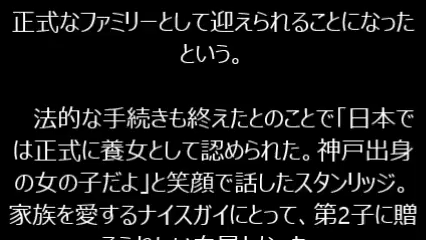 正式なファミリーとして迎えられることになった
という。
　法的な手続きも終えたとのことで「日本で
は正式に養女として認められた。神戸出身
の女の子だよ」と笑顔で話したスタンリッジ。
家族を愛するナイスガイにとって、第2子に贈